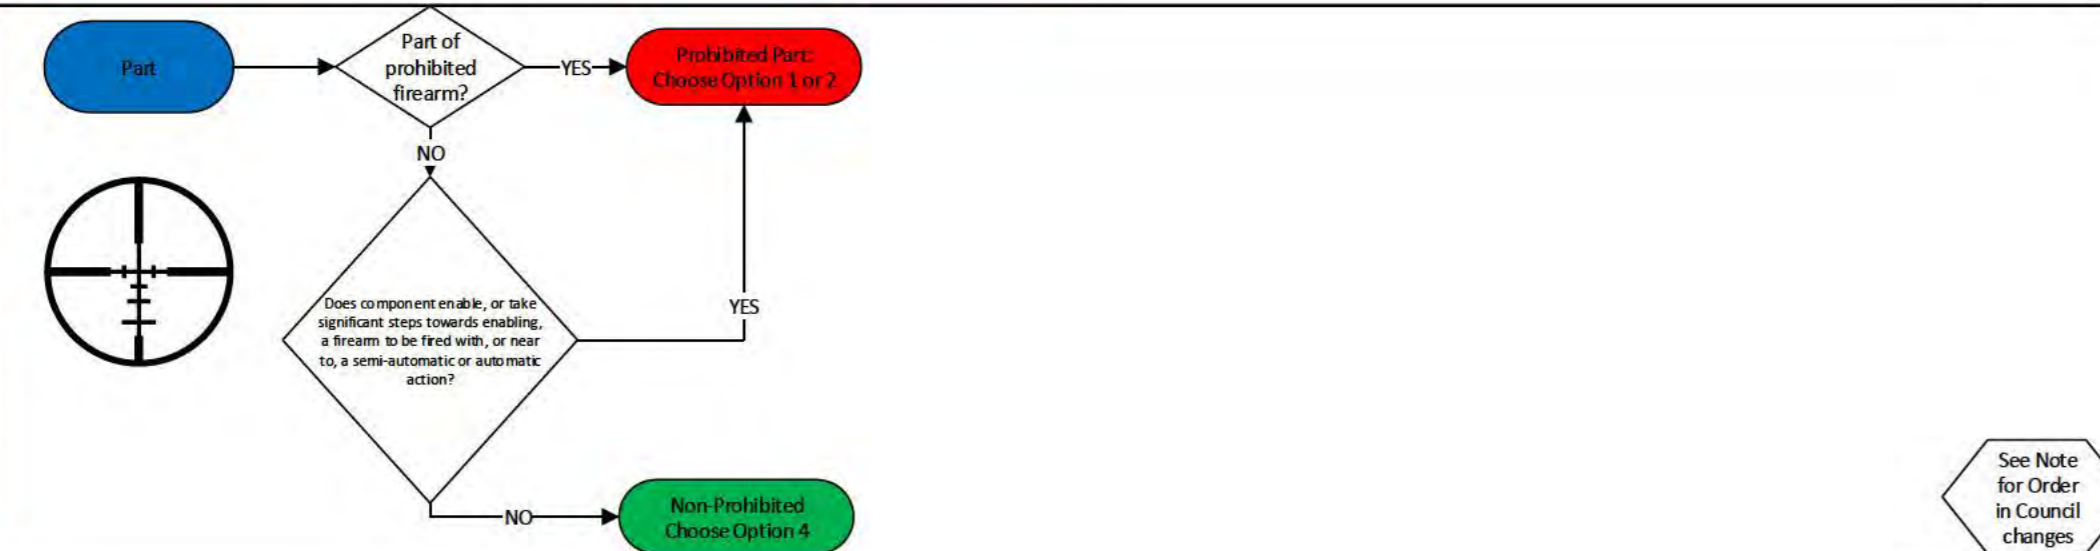 Part
Part of
prohibited
firearm?
YES
Prohibited Part:
Choose Option 1 or 2
NO
Does component enable, or take
significant steps towards enabling,
a firearm to be fired with, or near
to, a semi-automatic or automatic
action?
YES
NO
Non-Prohibited
Choose Option 4
See Note
for Order
in Council
changes